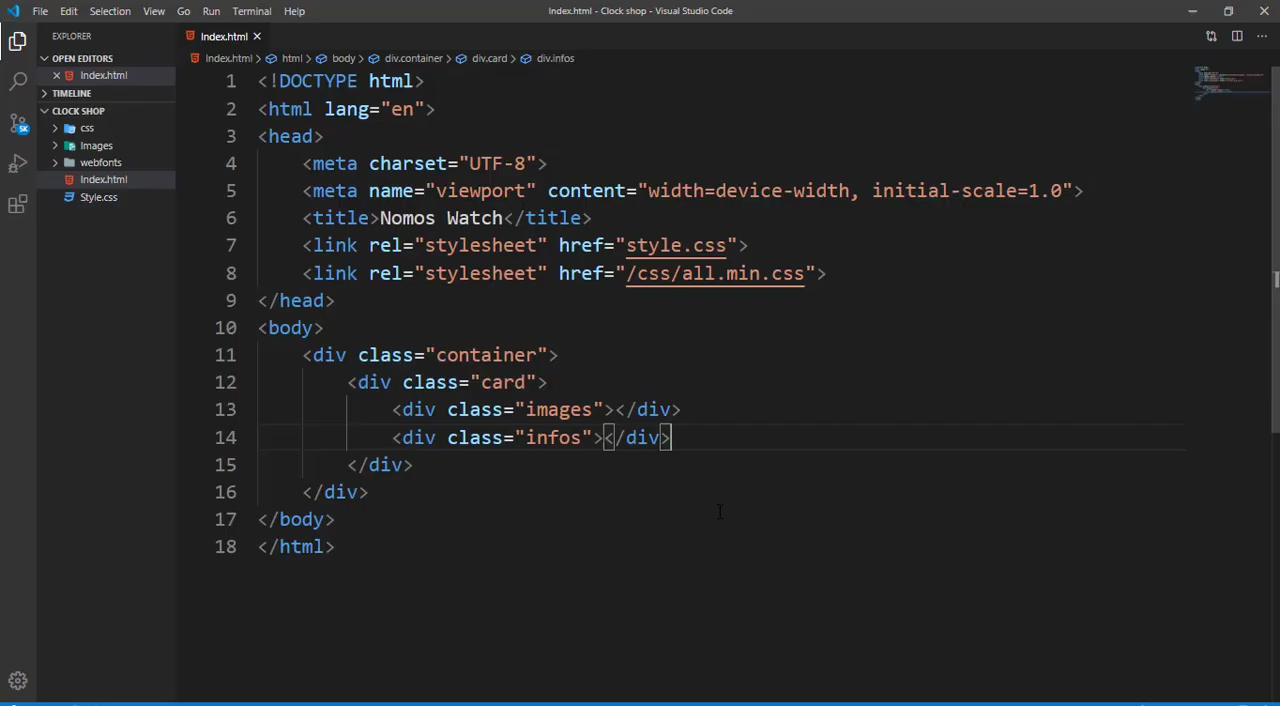 File Edit Selection View Go Run Terminal Help Index.html - Clock shop - Visual Studio Code
EXPLORER
OPEN EDITORS
Index.html
TIMELINE
CLOCK SHOP
css
Images
webfonts
Index.html
Style.css
Index.html
Index.html > html > body > div.container > div.card > div.infos
1 <!DOCTYPE html>
2 <html lang="en">
3 <head>
4 <meta charset="UTF-8">
5 <meta name="viewport" content="width=device-width, initial-scale=1.0">
6 <title>Nomos Watch</title>
7 <link rel="stylesheet" href="style.css">
8 <link rel="stylesheet" href="/css/all.min.css">
9 </head>
10 <body>
11 <div class="container">
12 <div class="card">
13 <div class="images"></div>
14 <div class="infos"></div>
15 </div>
16 </div>
17 </body>
18 </html>